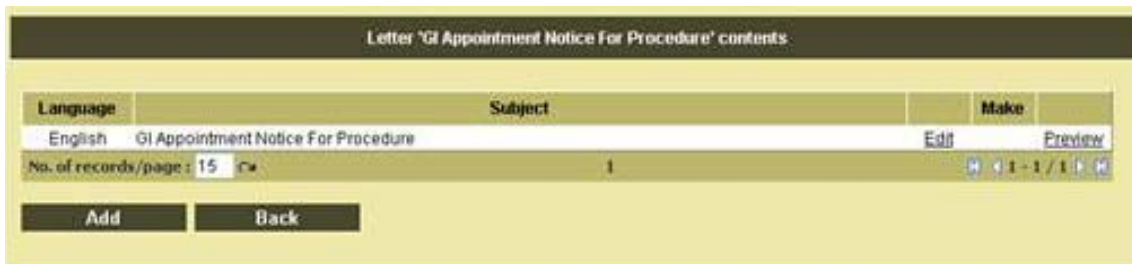 Letter 'GI Appointment Notice For Procedure' contents
Language Subject Make
English GI Appointment Notice For Procedure Edit Preview
No. of records/page : 15 1 1 - 1 / 1
Add Back